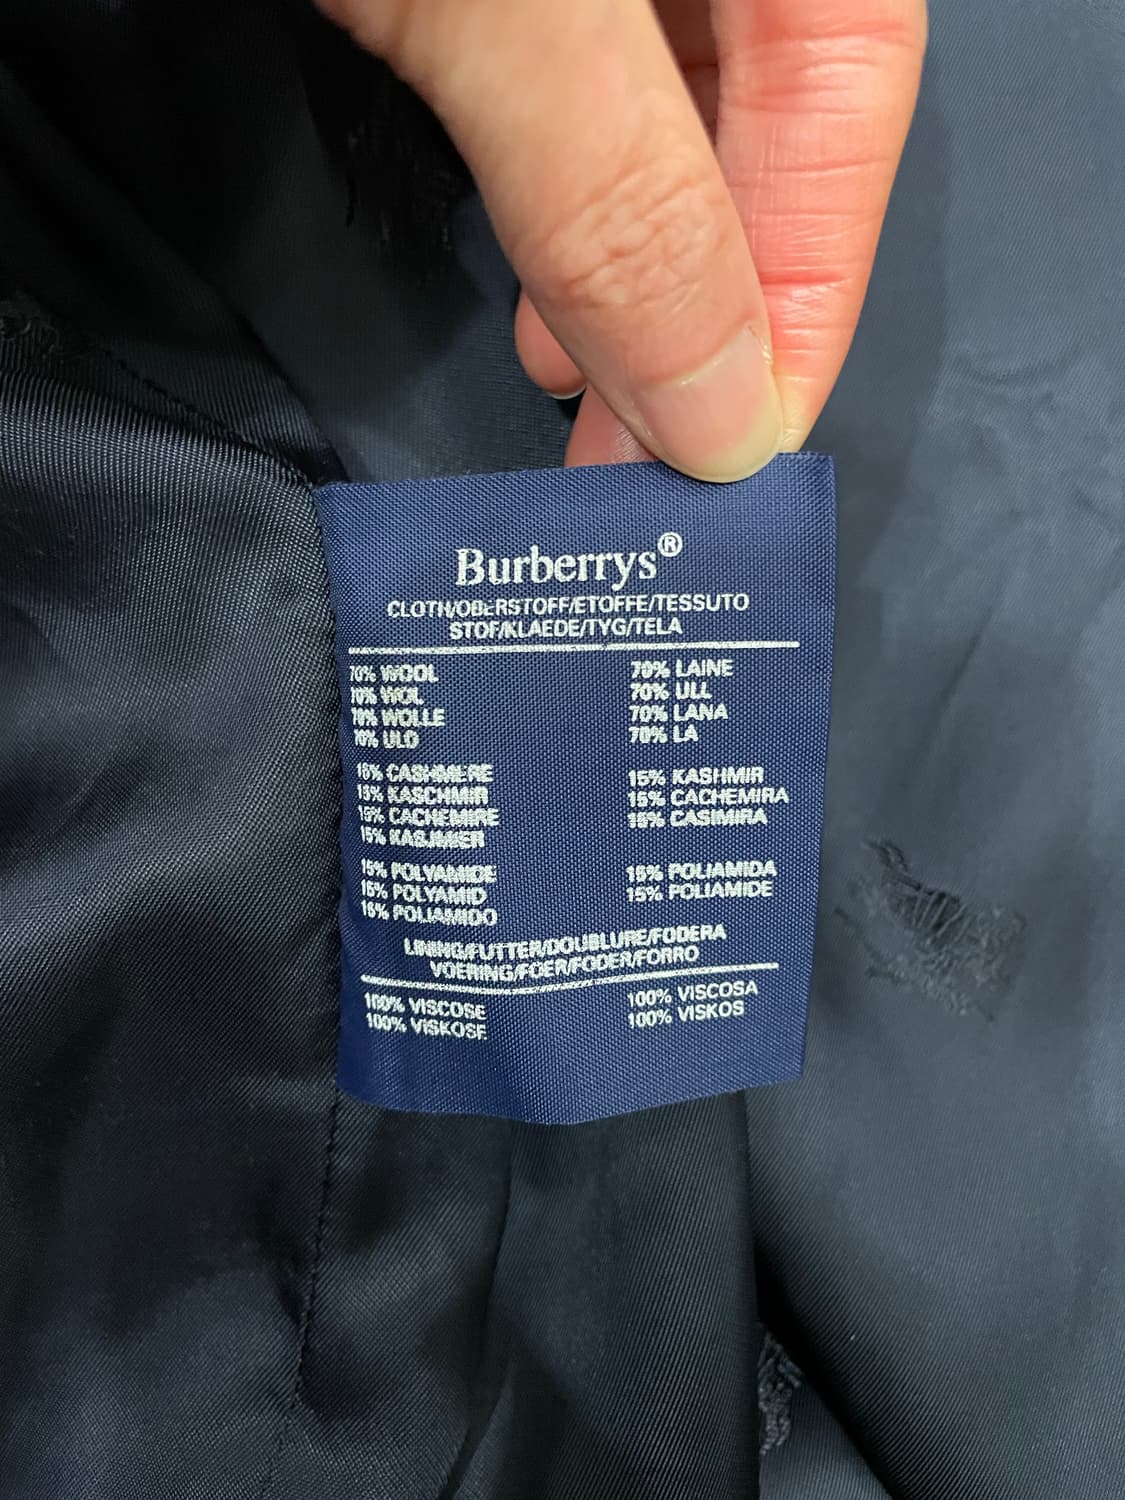 Burberrys®
CLOTH/OBERSTOFF/ETOFFE/TESSUTO
STOF/KLAEDE/TYG/TELA
70% WOOL
70% WOL
70% WOLLE
70% ULD
70% LAINE
70% ULL
70% LANA
70% LA
15% CASHMERE
15% KASCHMIR
15% CACHEMIRE
15% KASJMIER
15% KASHMIR
15% CACHEMIRA
15% CASIMIRA
15% POLYAMIDE
15% POLYAMID
15% POLIAMIDO
15% POLIAMIDA
15% POLIAMIDE
LINING/FUTTER/DOUBLURE/FODERA
VOERING/FOER/FODER/FORRO
100% VISCOSE
100% VISKOSE
100% VISCOSA
100% VISKOS